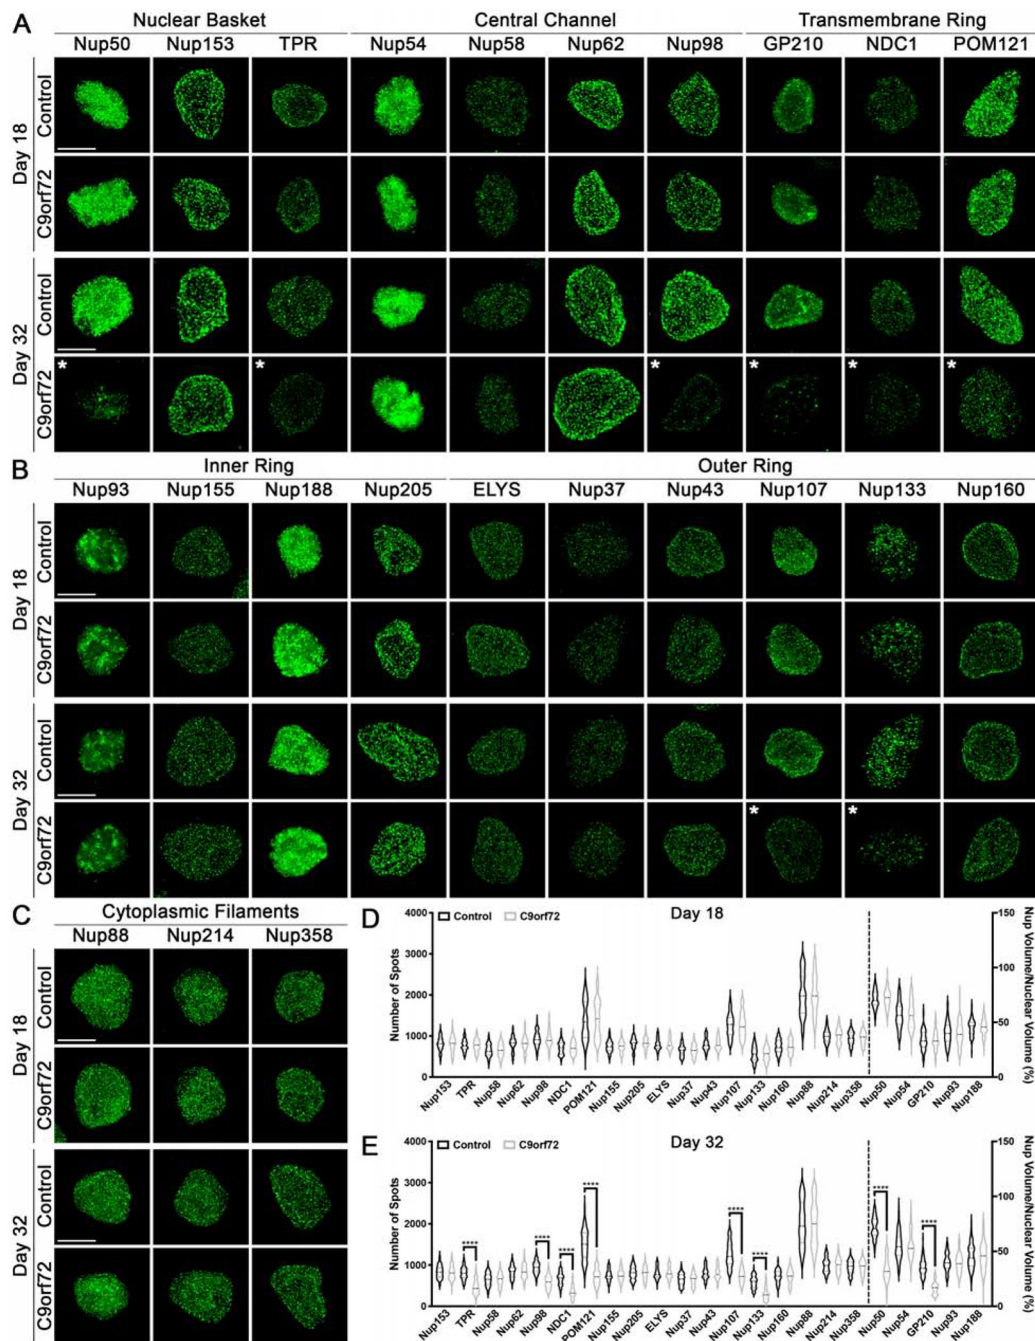 A
Nuclear Basket Central Channel Transmembrane Ring
Nup50 Nup153 TPR Nup54 Nup58 Nup62 Nup98 GP210 NDC1 POM121
Day 18
Control
C9orf72
Day 32
Control
C9orf72
* * * * * *
B
Inner Ring Outer Ring
Nup93 Nup155 Nup188 Nup205 ELYS Nup37 Nup43 Nup107 Nup133 Nup160
Day 18
Control
C9orf72
Day 32
Control
C9orf72
* *
C
Cytoplasmic Filaments
Nup88 Nup214 Nup358
Day 18
Control
C9orf72
Day 32
Control
C9orf72
D
Day 18
Control C9orf72
Number of Spots
4000
3000
2000
1000
0
Nup Volume/Nuclear Volume (%)
150
100
50
0
Nup153 TPR Nup58 Nup62 Nup98 NDC1 POM121 Nup155 Nup205 ELYS Nup37 Nup43 Nup107 Nup133 Nup160 Nup88 Nup214 Nup358 Nup50 Nup54 GP210 Nup93 Nup188
E
Day 32
Control C9orf72
Number of Spots
4000
3000
2000
1000
0
Nup Volume/Nuclear Volume (%)
150
100
50
0
**** **** **** **** **** **** **** ****
Nup153 TPR Nup58 Nup62 Nup98 NDC1 POM121 Nup155 Nup205 ELYS Nup37 Nup43 Nup107 Nup133 Nup160 Nup88 Nup214 Nup358 Nup50 Nup54 GP210 Nup93 Nup188